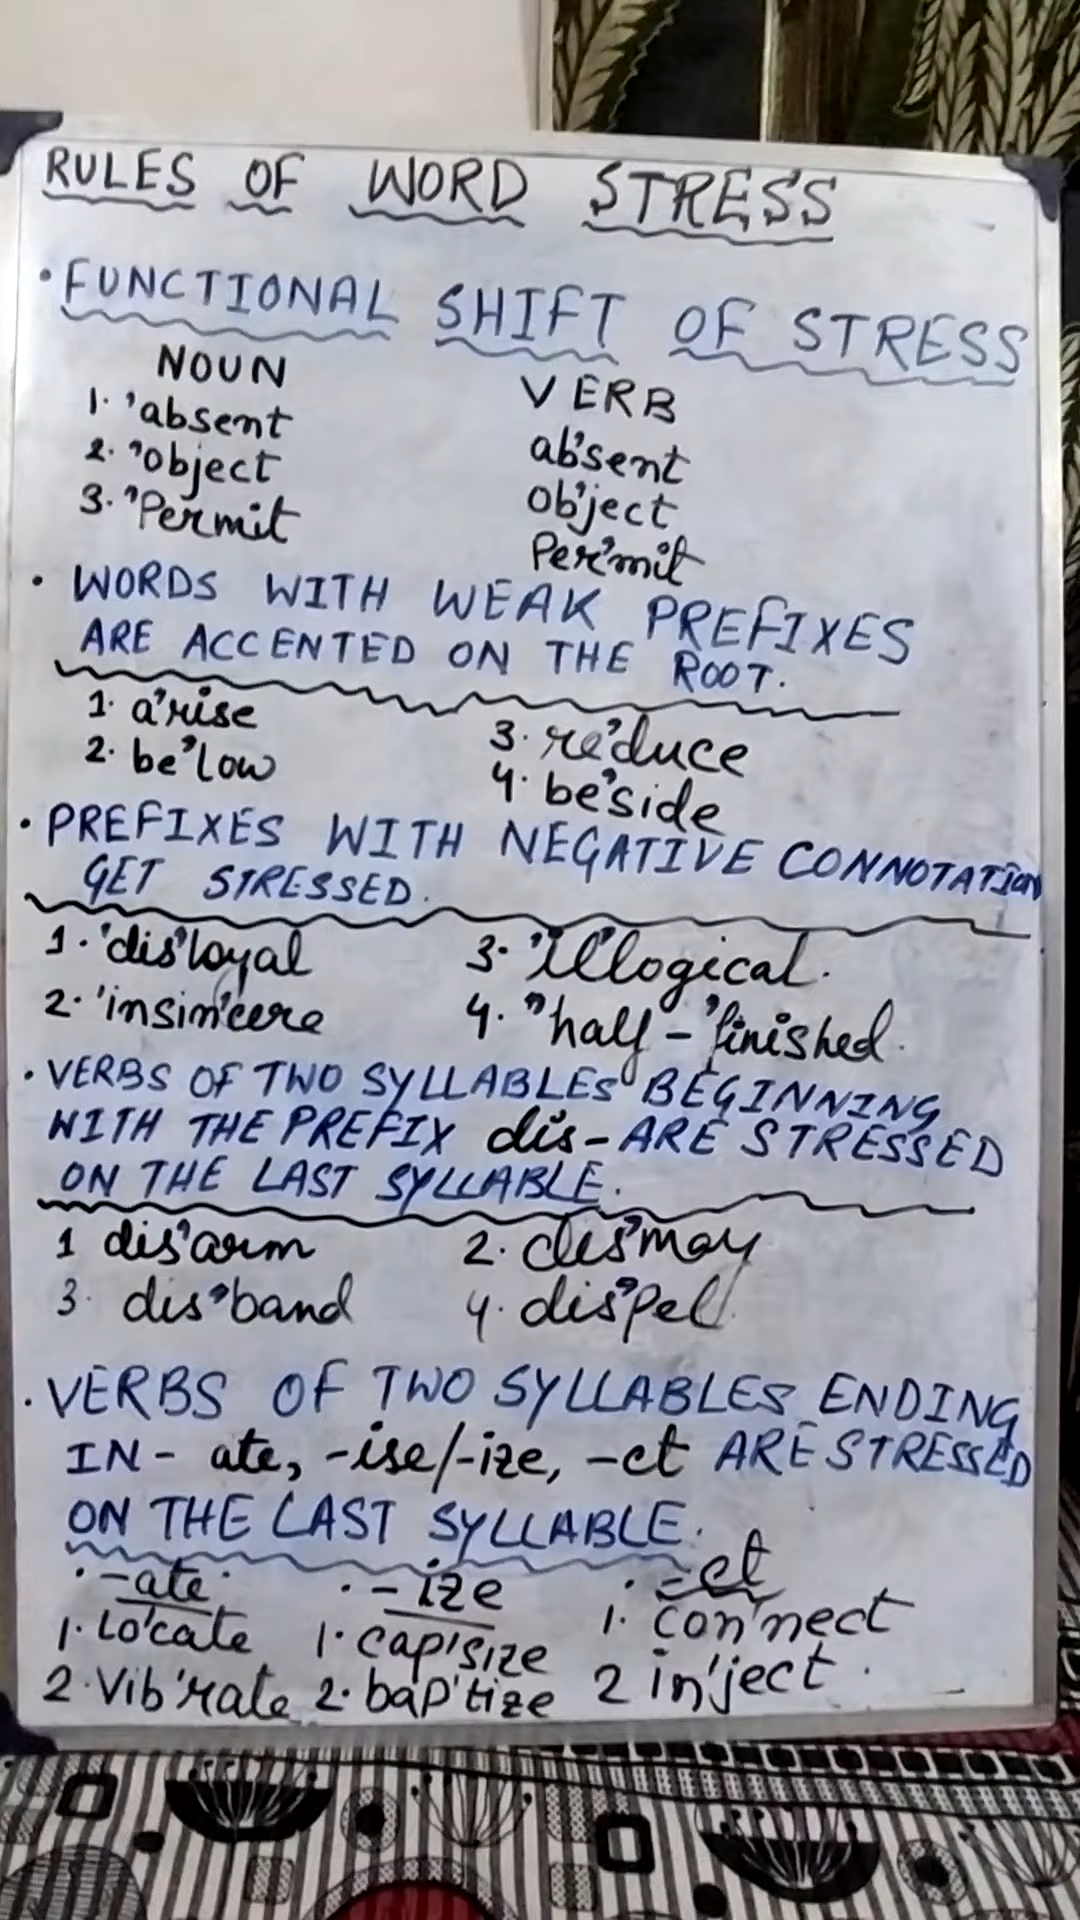 RULES OF WORD STRESS
• FUNCTIONAL SHIFT OF STRESS
NOUN VERB
1. 'absent ab'sent
2. 'object ob'ject
3. 'Permit Per'mit
• WORDS WITH WEAK PREFIXES
ARE ACCENTED ON THE ROOT.
1. a'rise 3. re'duce
2. be'low 4. be'side
• PREFIXES WITH NEGATIVE CONNOTATION
GET STRESSED.
1. 'dis'loyal 3. 'il'logical.
2. 'insin'cere 4. 'half-'finished.
• VERBS OF TWO SYLLABLES BEGINNING
WITH THE PREFIX dis- ARE STRESSED
ON THE LAST SYLLABLE.
1 dis'arm 2. dis'may
3. dis'band 4. dis'pel
• VERBS OF TWO SYLLABLES ENDING
IN - ate, -ise/-ize, -ct ARE STRESSED
ON THE LAST SYLLABLE.
• -ate • -ize • -ct
1. Lo'cate 1. cap'size 1. con'nect
2. Vib'rate 2. bap'tize 2 in'ject.